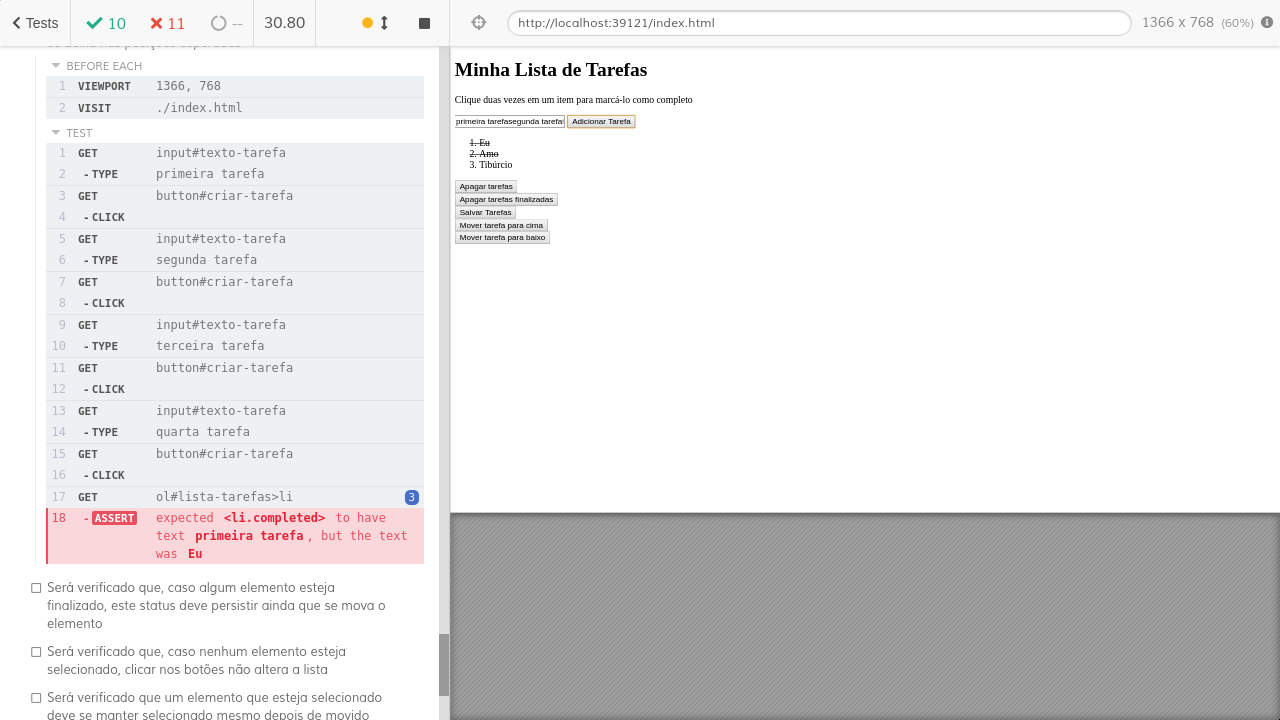 Tests 10 11 -- 30.80
http://localhost:39121/index.html 1366 x 768 (60%)
BEFORE EACH
1 VIEWPORT 1366, 768
2 VISIT ./index.html
TEST
1 GET input#texto-tarefa
2 -TYPE primeira tarefa
3 GET button#criar-tarefa
4 -CLICK
5 GET input#texto-tarefa
6 -TYPE segunda tarefa
7 GET button#criar-tarefa
8 -CLICK
9 GET input#texto-tarefa
10 -TYPE terceira tarefa
11 GET button#criar-tarefa
12 -CLICK
13 GET input#texto-tarefa
14 -TYPE quarta tarefa
15 GET button#criar-tarefa
16 -CLICK
17 GET ol#lista-tarefas>li 3
18 -ASSERT expected <li.completed> to have
text primeira tarefa, but the text
was Eu
Será verificado que, caso algum elemento esteja
finalizado, este status deve persistir ainda que se mova o
elemento
Será verificado que, caso nenhum elemento esteja
selecionado, clicar nos botões não altera a lista
Será verificado que um elemento que esteja selecionado
deve se manter selecionado mesmo depois de movido
Minha Lista de Tarefas
Clique duas vezes em um item para marcá-lo como completo
primeira tarefasegunda tarefa Adicionar Tarefa
1. Eu
2. Amo
3. Tibúrcio
Apagar tarefas
Apagar tarefas finalizadas
Salvar Tarefas
Mover tarefa para cima
Mover tarefa para baixo